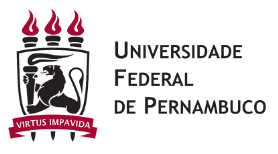 UNIVERSIDADE
FEDERAL
DE PERNAMBUCO
VIRTUS IMPAVIDA